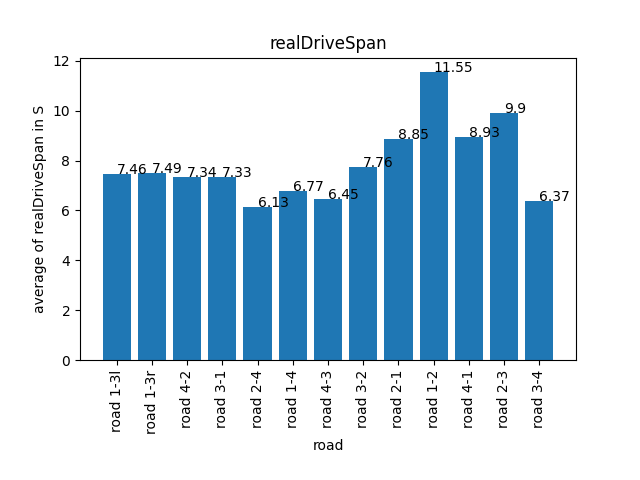 realDriveSpan
average of realDriveSpan in S
12
10
8
6
4
2
0
7.46
7.49
7.34
7.33
6.13
6.77
6.45
7.76
8.85
11.55
8.93
9.9
6.37
road 1-3l
road 1-3r
road 4-2
road 3-1
road 2-4
road 1-4
road 4-3
road 3-2
road 2-1
road 1-2
road 4-1
road 2-3
road 3-4
road